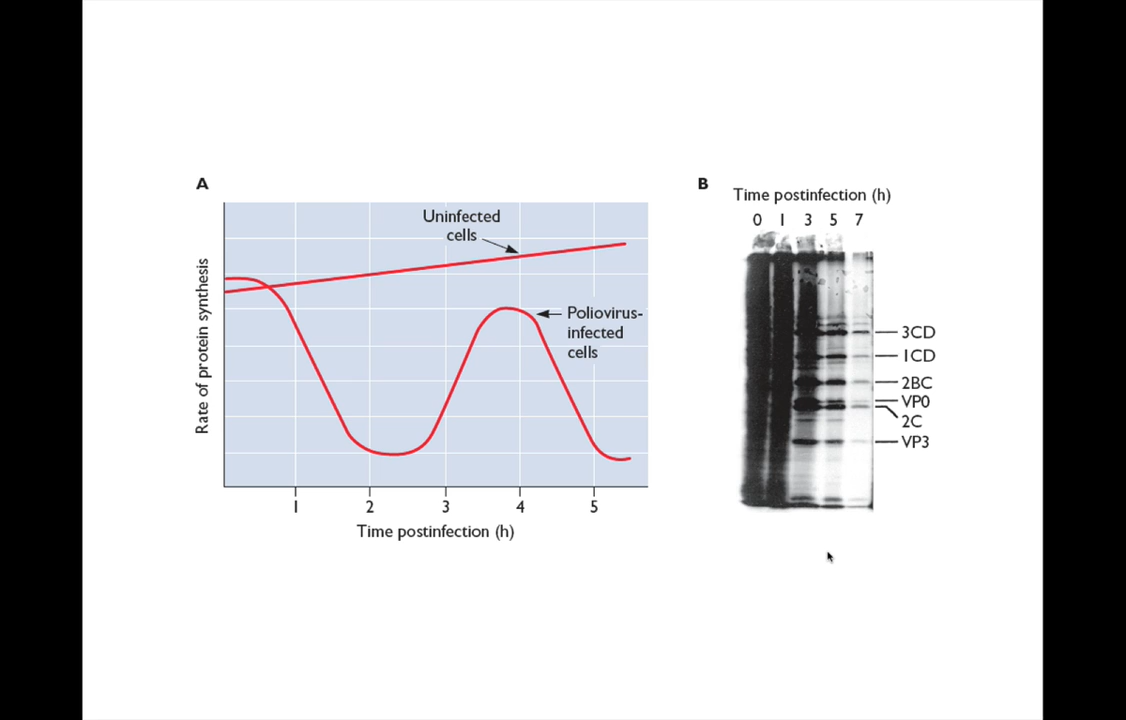 A
Uninfected
cells
Poliovirus-
infected
cells
Rate of protein synthesis
1 2 3 4 5
Time postinfection (h)
B
Time postinfection (h)
0 1 3 5 7
3CD
1CD
2BC
VP0
2C
VP3